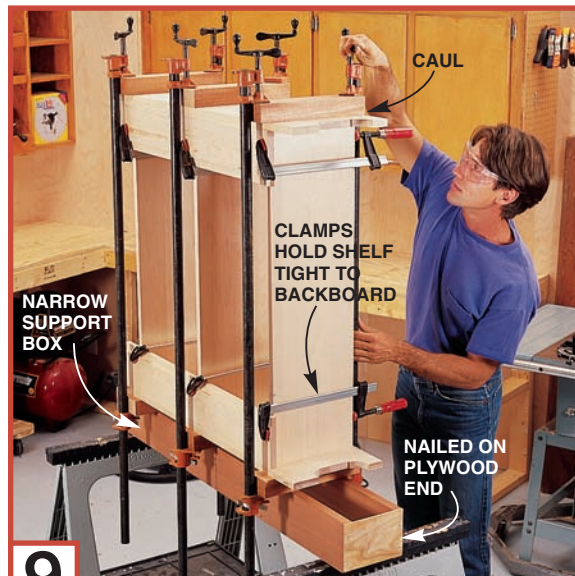 CAUL
CLAMPS
HOLD SHELF
TIGHT TO
BACKBOARD
NARROW
SUPPORT
BOX
NAILED ON
PLYWOOD
END
9